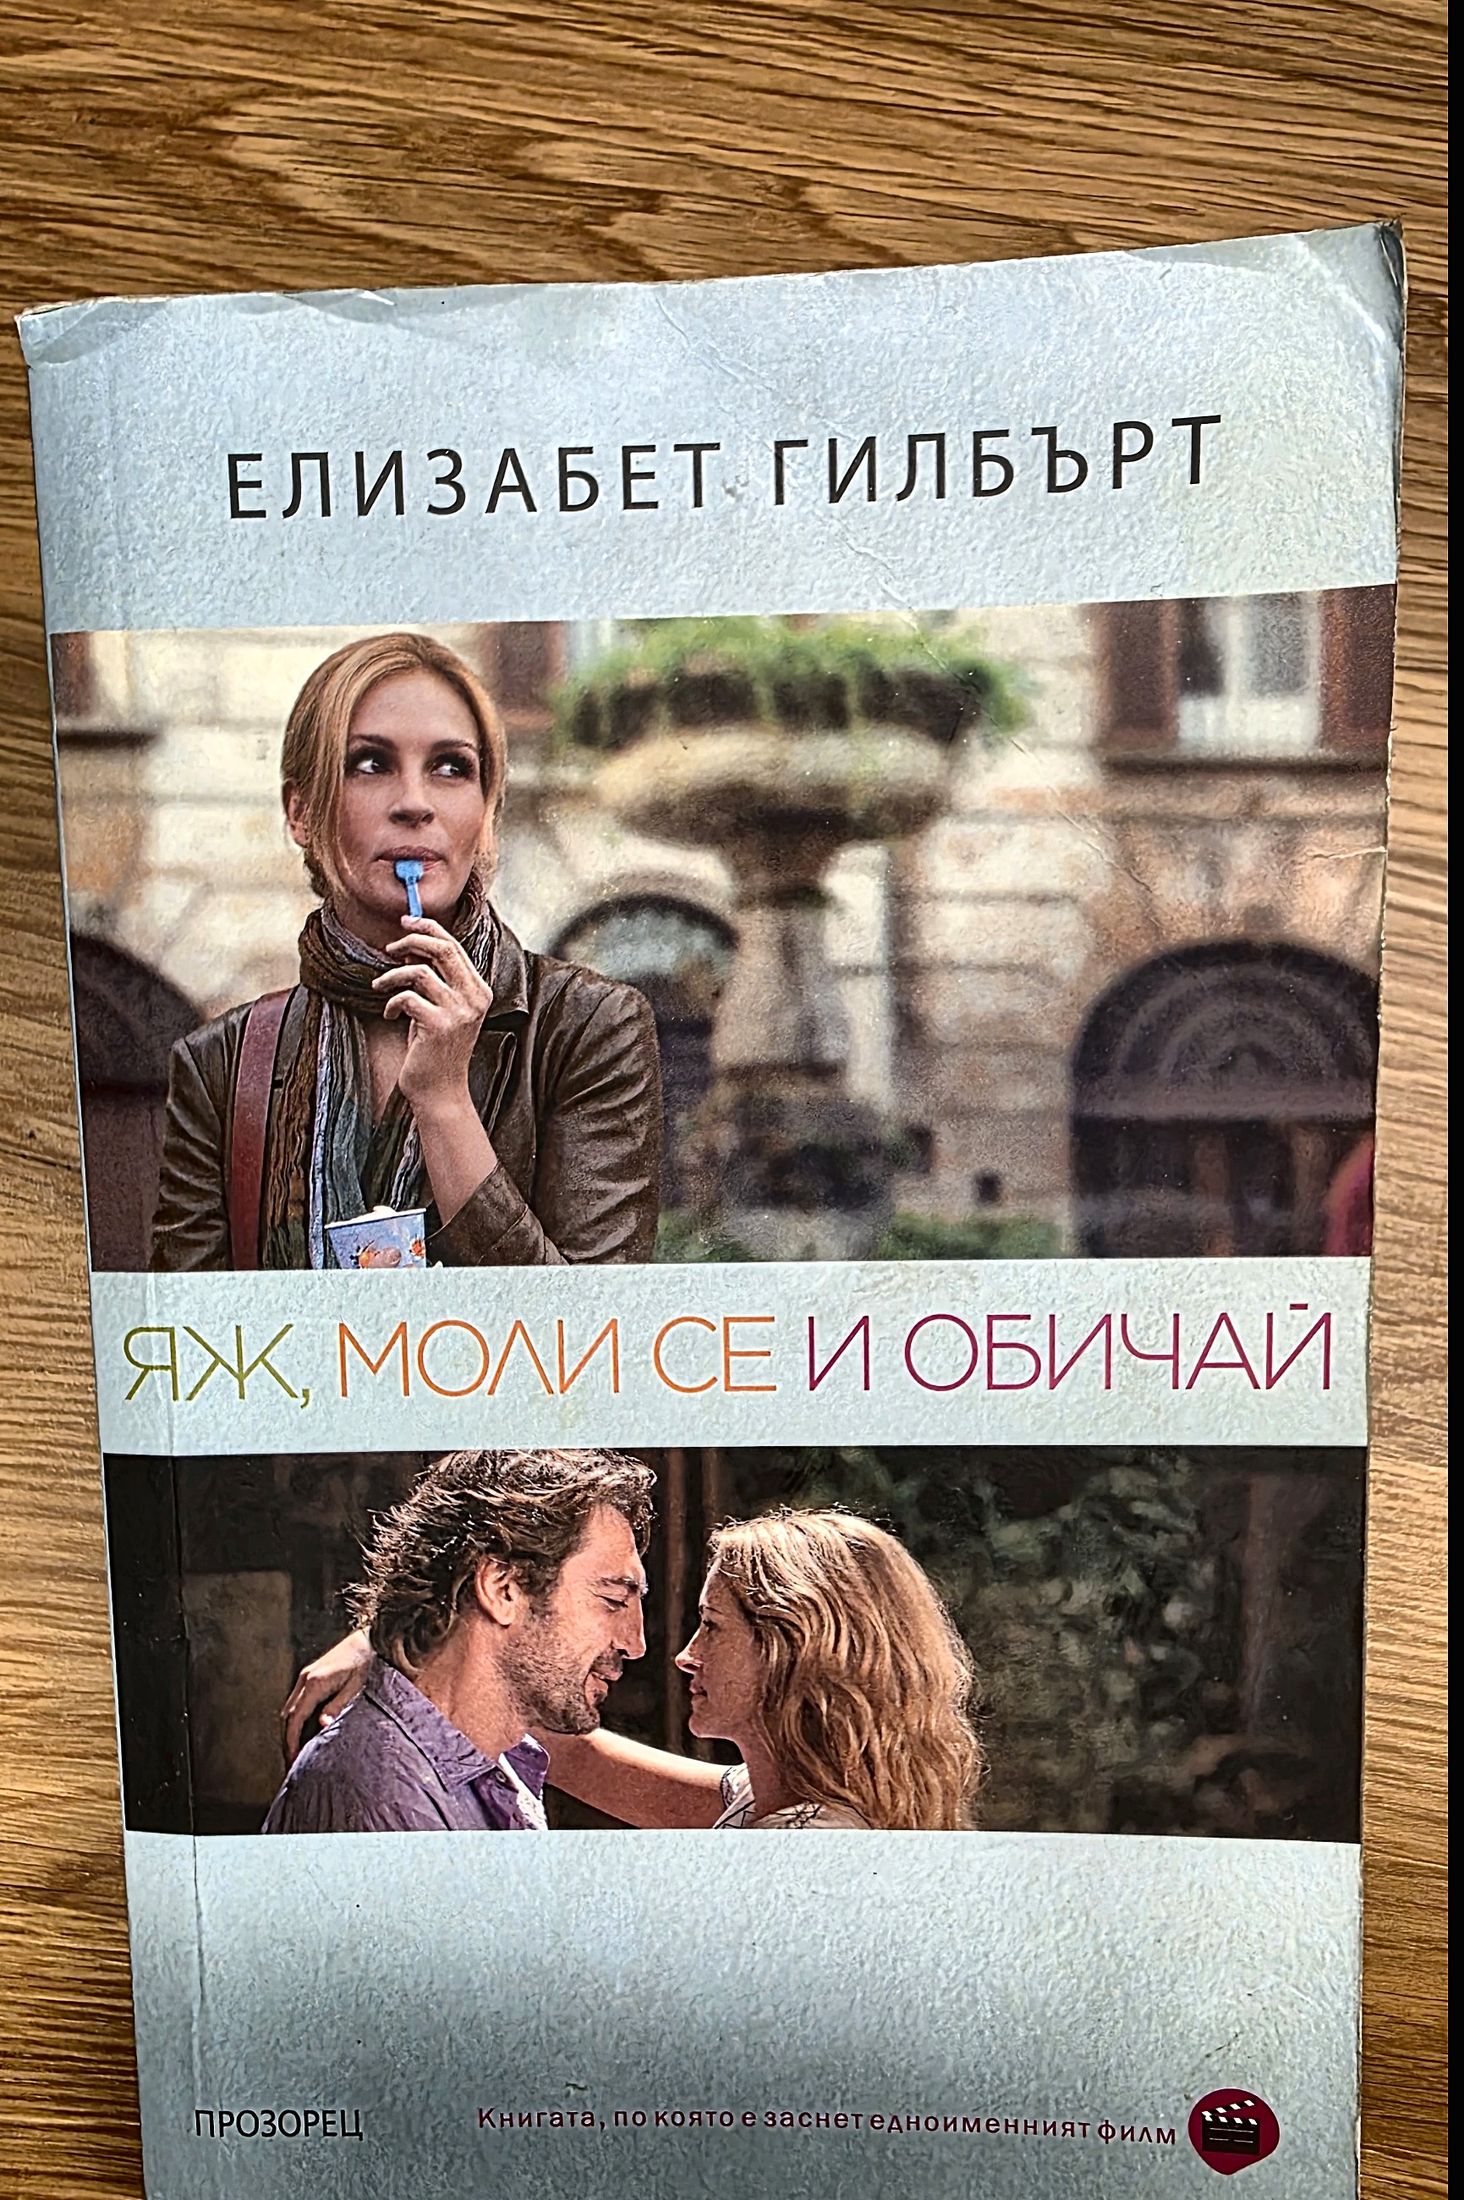 ЕЛИЗАБЕТ ГИЛБЪРТ
ЯЖ, МОЛИ СЕ И ОБИЧАЙ
ПРОЗОРЕЦ
Книгата, по която е заснет едноименният филм